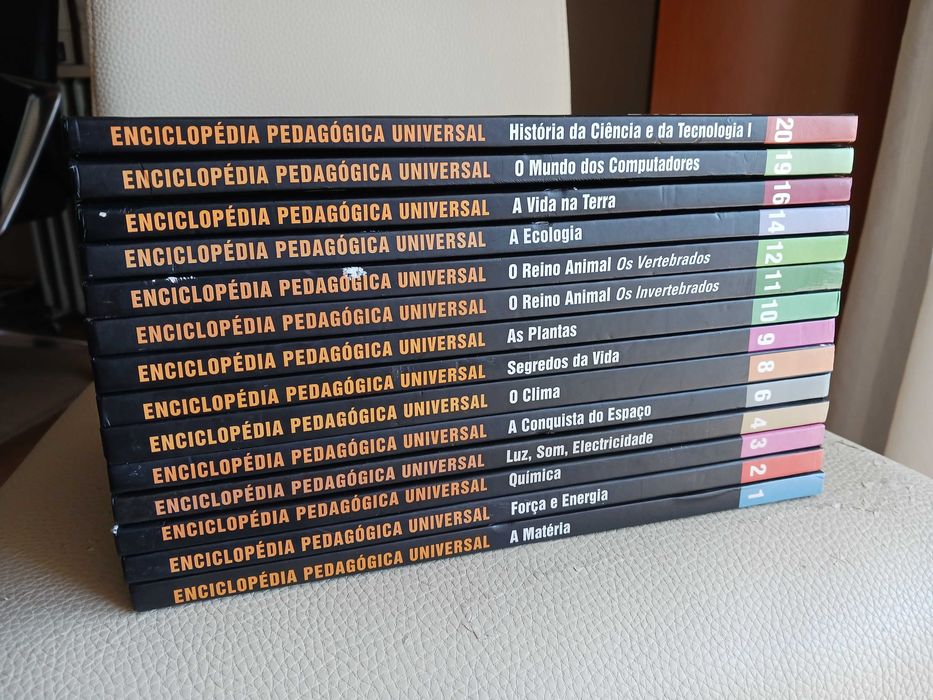 ENCICLOPÉDIA PEDAGÓGICA UNIVERSAL História da Ciência e da Tecnologia I 20
ENCICLOPÉDIA PEDAGÓGICA UNIVERSAL O Mundo dos Computadores 19
ENCICLOPÉDIA PEDAGÓGICA UNIVERSAL A Vida na Terra 16
ENCICLOPÉDIA PEDAGÓGICA UNIVERSAL A Ecologia 14
ENCICLOPÉDIA PEDAGÓGICA UNIVERSAL O Reino Animal Os Vertebrados 12
ENCICLOPÉDIA PEDAGÓGICA UNIVERSAL O Reino Animal Os Invertebrados 11
ENCICLOPÉDIA PEDAGÓGICA UNIVERSAL As Plantas 10
ENCICLOPÉDIA PEDAGÓGICA UNIVERSAL Segredos da Vida 9
ENCICLOPÉDIA PEDAGÓGICA UNIVERSAL O Clima 8
ENCICLOPÉDIA PEDAGÓGICA UNIVERSAL A Conquista do Espaço 6
ENCICLOPÉDIA PEDAGÓGICA UNIVERSAL Luz, Som, Electricidade 4
ENCICLOPÉDIA PEDAGÓGICA UNIVERSAL Química 3
ENCICLOPÉDIA PEDAGÓGICA UNIVERSAL Força e Energia 2
ENCICLOPÉDIA PEDAGÓGICA UNIVERSAL A Matéria 1